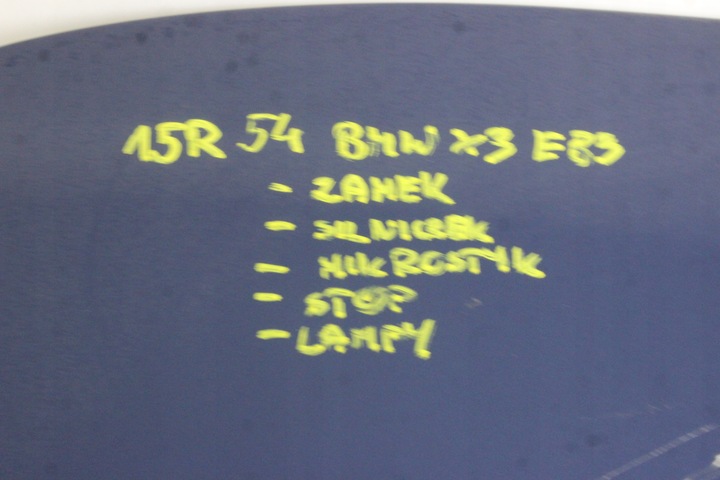 15R 54 BMW X3 E83
- ZAMEK
- SILNICZEK
- MIKROSTYK
- STOP
- LAMPY